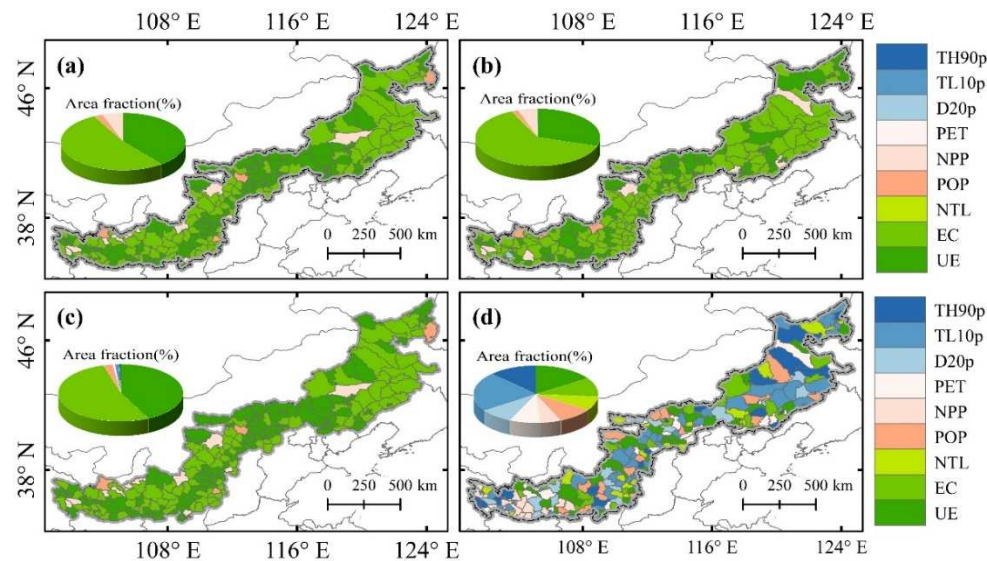 108° E 116° E 124° E 108° E 116° E 124° E
(a)
Area fraction(%)
46° N
38° N
0 250 500 km
(b)
Area fraction(%)
0 250 500 km
TH90p
TL10p
D20p
PET
NPP
POP
NTL
EC
UE
(c)
Area fraction(%)
46° N
38° N
0 250 500 km
(d)
Area fraction(%)
0 250 500 km
TH90p
TL10p
D20p
PET
NPP
POP
NTL
EC
UE
108° E 116° E 124° E 108° E 116° E 124° E